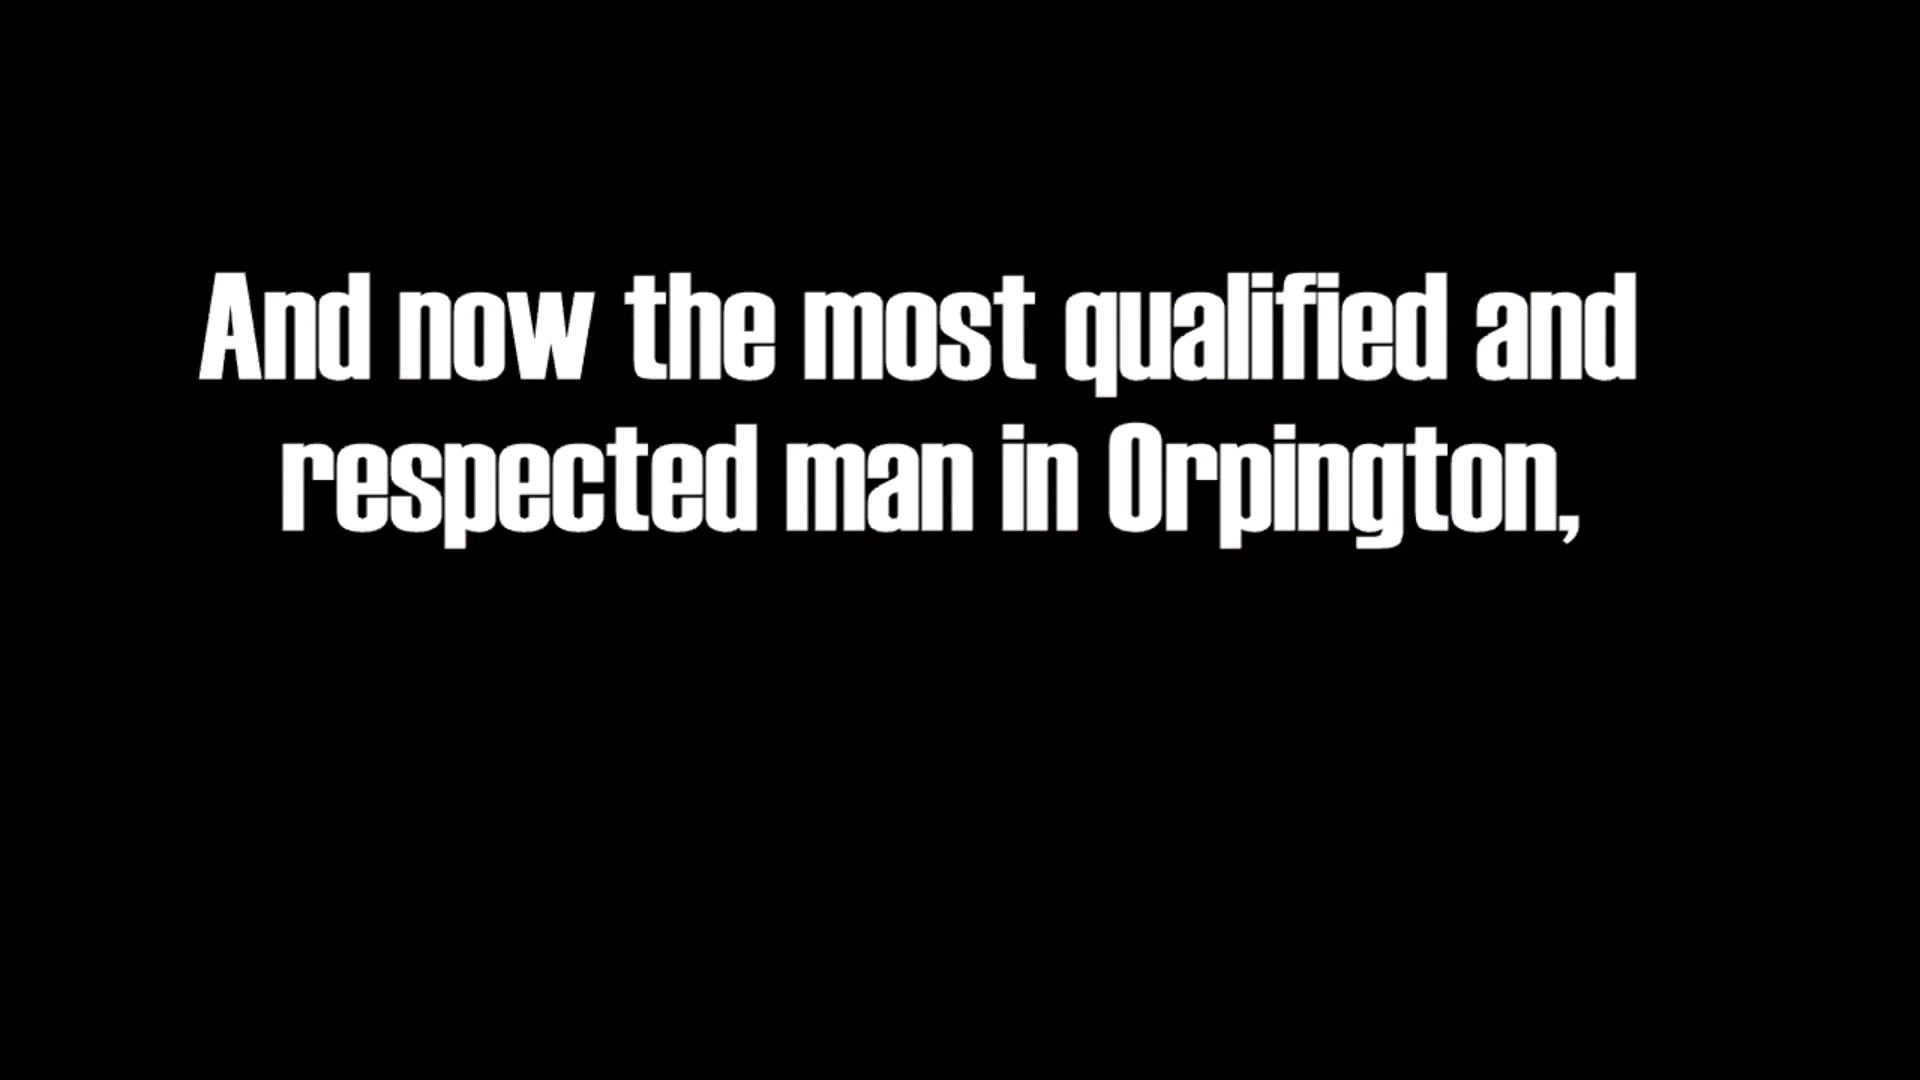 And now the most qualified and
respected man in Orpington,